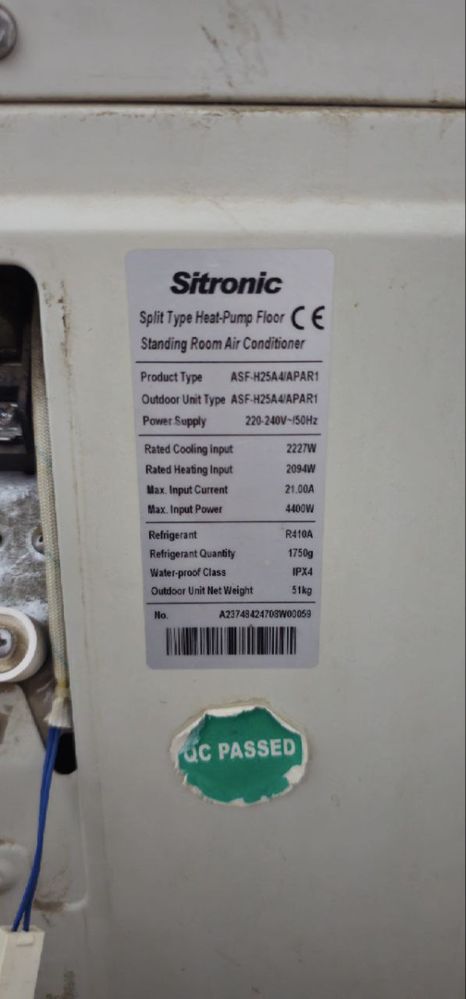 Sitronic
Split Type Heat-Pump Floor CE
Standing Room Air Conditioner
Product Type ASF-H25A4/APAR1
Outdoor Unit Type ASF-H25A4/APAR1
Power Supply 220-240V~/50Hz
Rated Cooling Input 2227W
Rated Heating Input 2094W
Max. Input Current 21.00A
Max. Input Power 4400W
Refrigerant R410A
Refrigerant Quantity 1750g
Water-proof Class IPX4
Outdoor Unit Net Weight 51kg
No. A23748424708W00059
QC PASSED